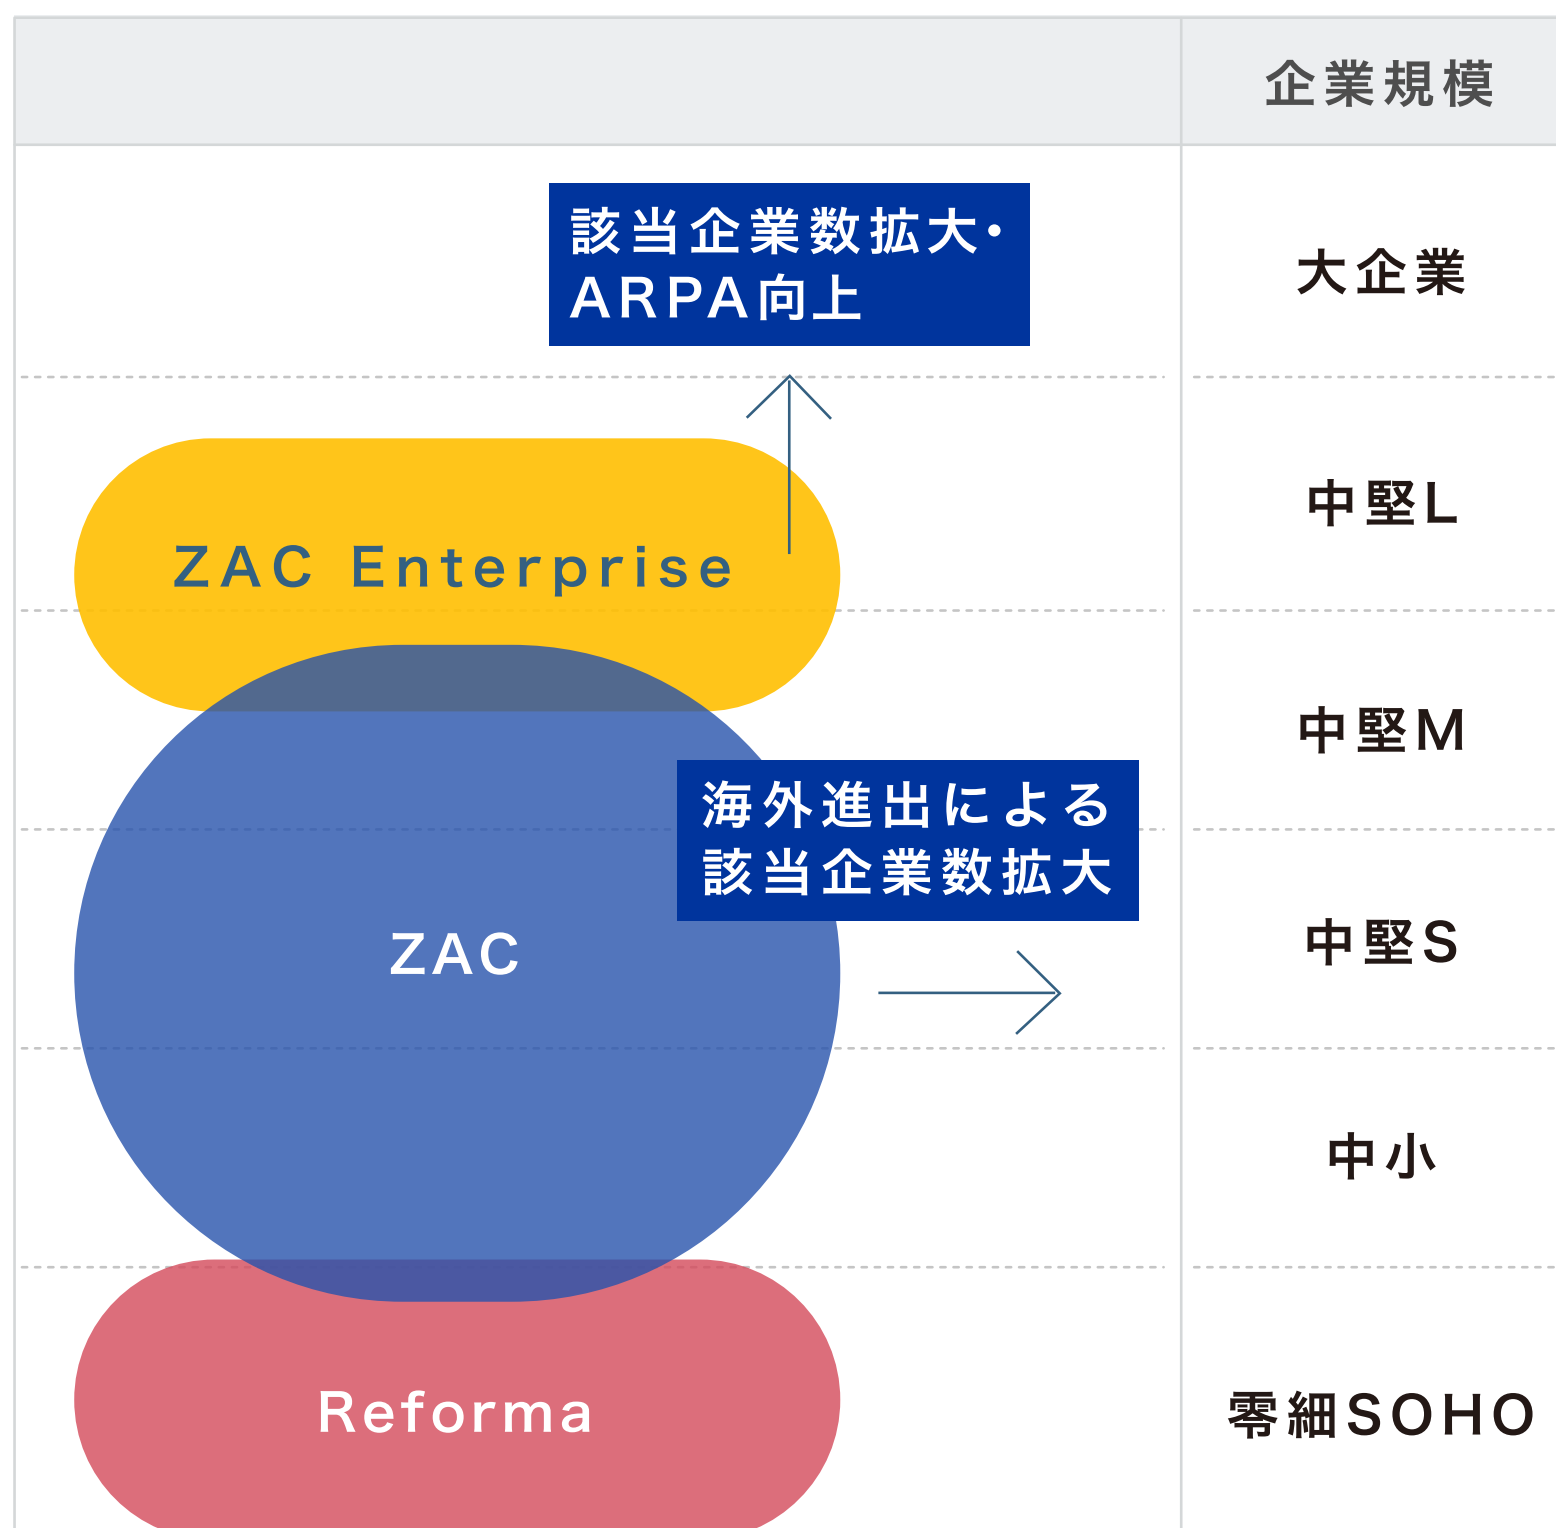 企業規模
該当企業数拡大・
ARPA向上
大企業
中堅L
ZAC Enterprise
中堅M
海外進出による
該当企業数拡大
ZAC
中堅S
中小
Reforma
零細SOHO